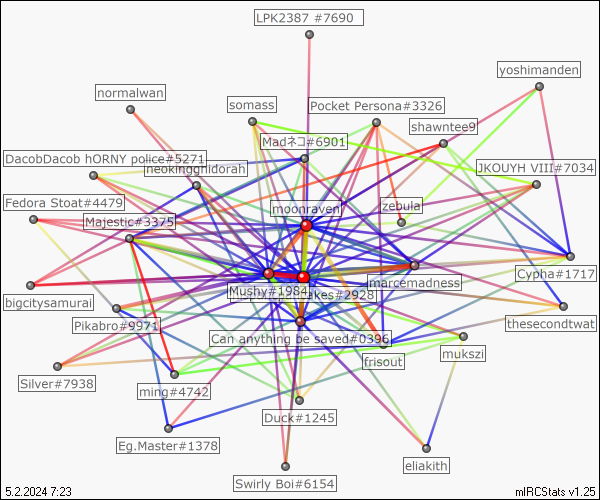 LPK2387 #7690
yoshimanden
normalwan
somass
Pocket Persona#3326
shawntee9
Madネコ#6901
DacobDacob hORNY police#5271
neokingghidorah
JKOUYH VIII#7034
Fedora Stoat#4479
moonraven
zebula
Majestic#3375
marcemadness
Cypha#1717
Mushy#1984
akes#2928
bigcitysamurai
Pikabro#9971
thesecondtwat
Can anything be saved#0396
frisout
mukszi
Silver#7938
ming#4742
Duck#1245
Eg.Master#1378
eliakith
Swirly Boi#6154
5.2.2024 7:23
mIRCStats v1.25